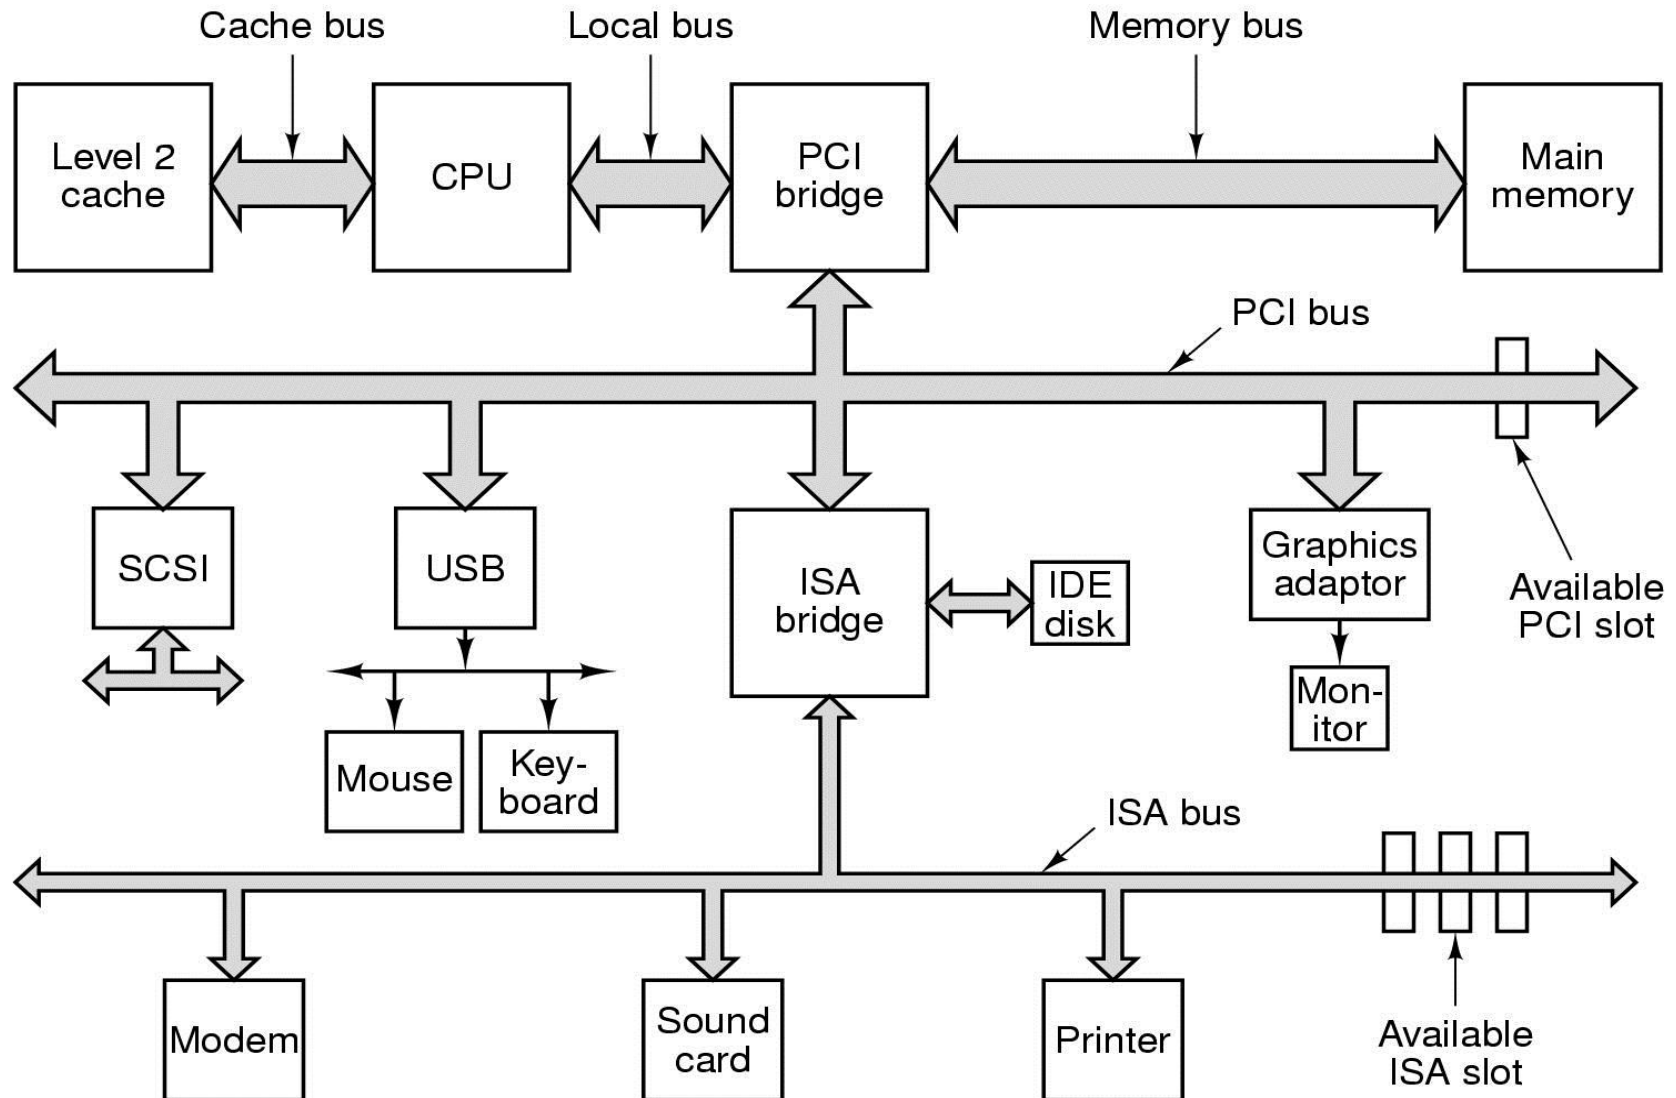 Cache bus
Local bus
Memory bus
Level 2
cache
CPU
PCI
bridge
Main
memory
PCI bus
SCSI
USB
ISA
bridge
IDE
disk
Graphics
adaptor
Available
PCI slot
Mon-
itor
Mouse
Key-
board
ISA bus
Modem
Sound
card
Printer
Available
ISA slot